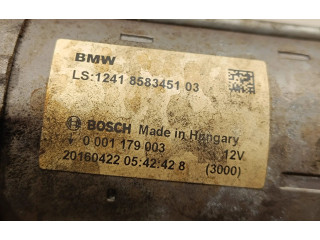 BMW
LS:1241 8583451 03
BOSCH Made in Hungary
0 001 179 003 12V
20160422 05:42:42 8 (3000)